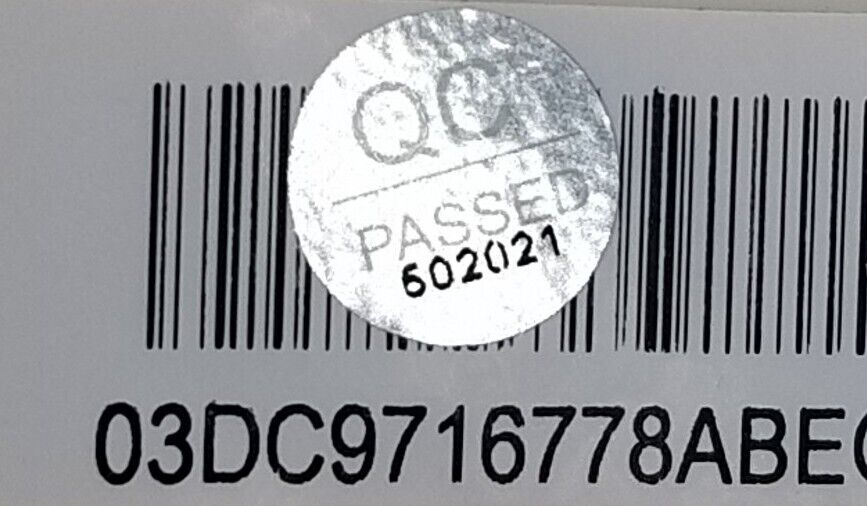 QC
PASSED
602021
03DC9716778ABE